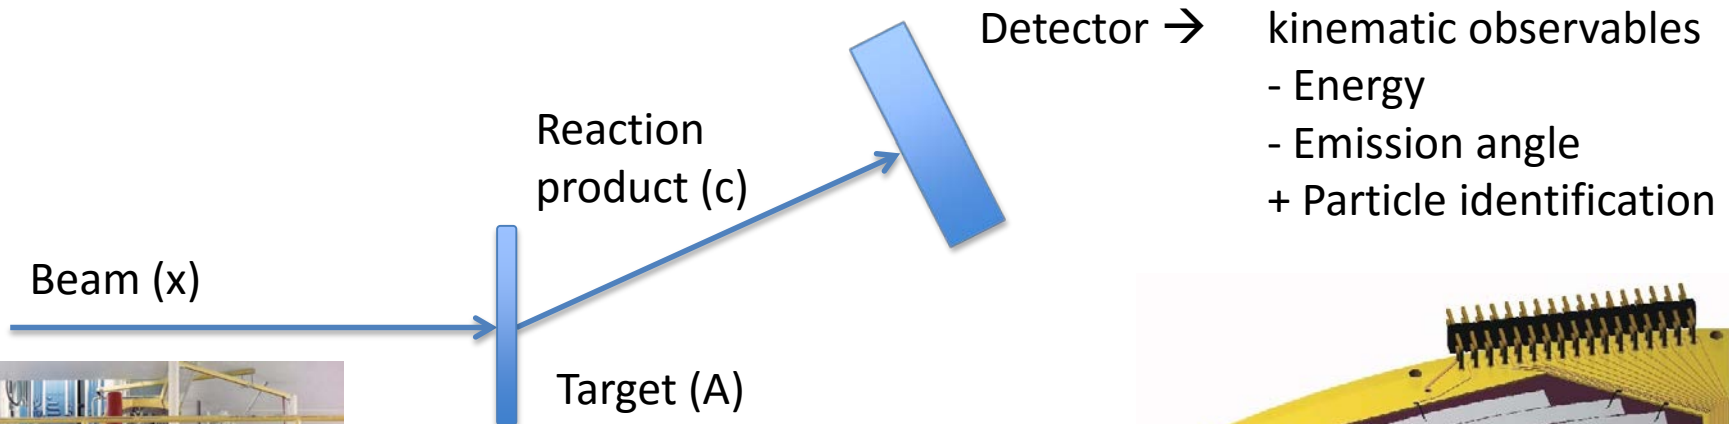 Detector → kinematic observables
- Energy
- Emission angle
+ Particle identification
Reaction
product (c)
Beam (x)
Target (A)